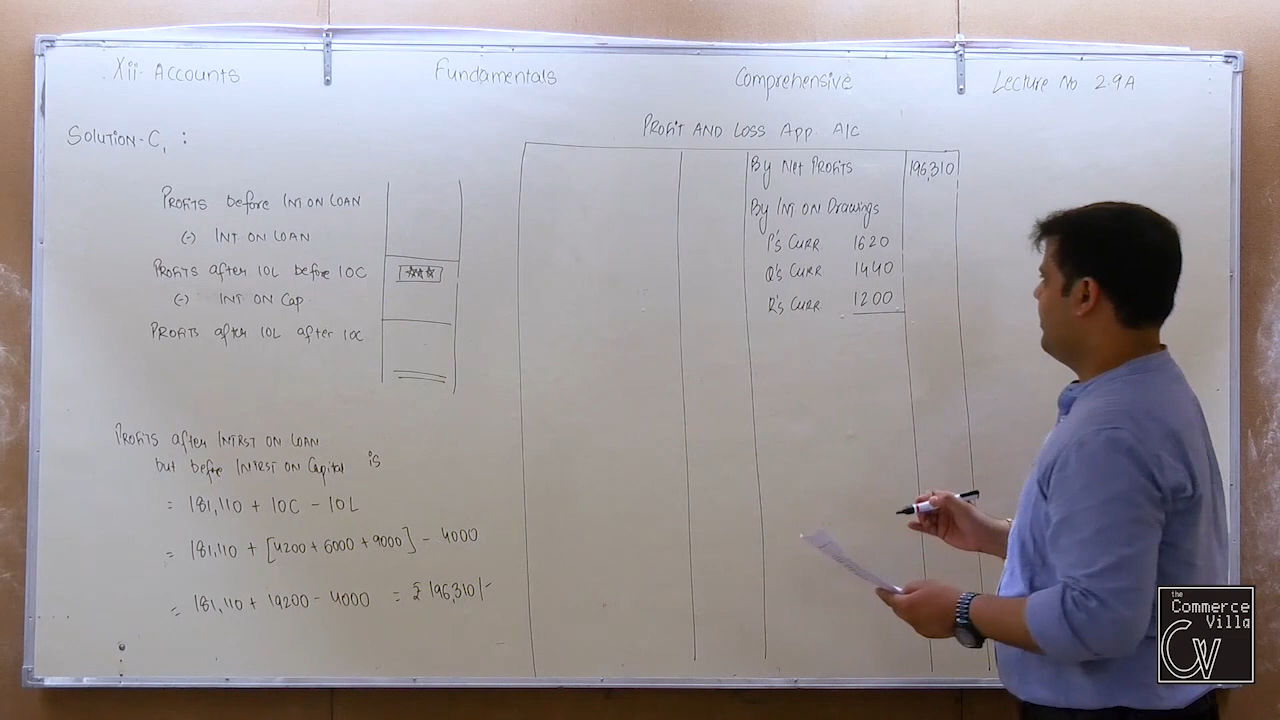 Xii- Accounts Fundamentals Comprehensive Lecture No 2.9A
Solution-C, :
Profits before Int on Loan
(-) Int on Loan
Profits after IOL before IOC
***
(-) Int on Cap.
Profits after IOL after IOC
Profits after Intrst on Loan
but before Intrst on Capital is
= 181,110 + IOC - IOL
= 181,110 + [4200 + 6000 + 9000] - 4000
= 181,110 + 19200 - 4000 = ₹ 196,310/-
Profit and Loss App. A/c
By Net Profits 196,310
By Int on Drawings
P's Curr 1620
Q's Curr 1440
R's Curr 1200
the
Commerce
Villa
CV